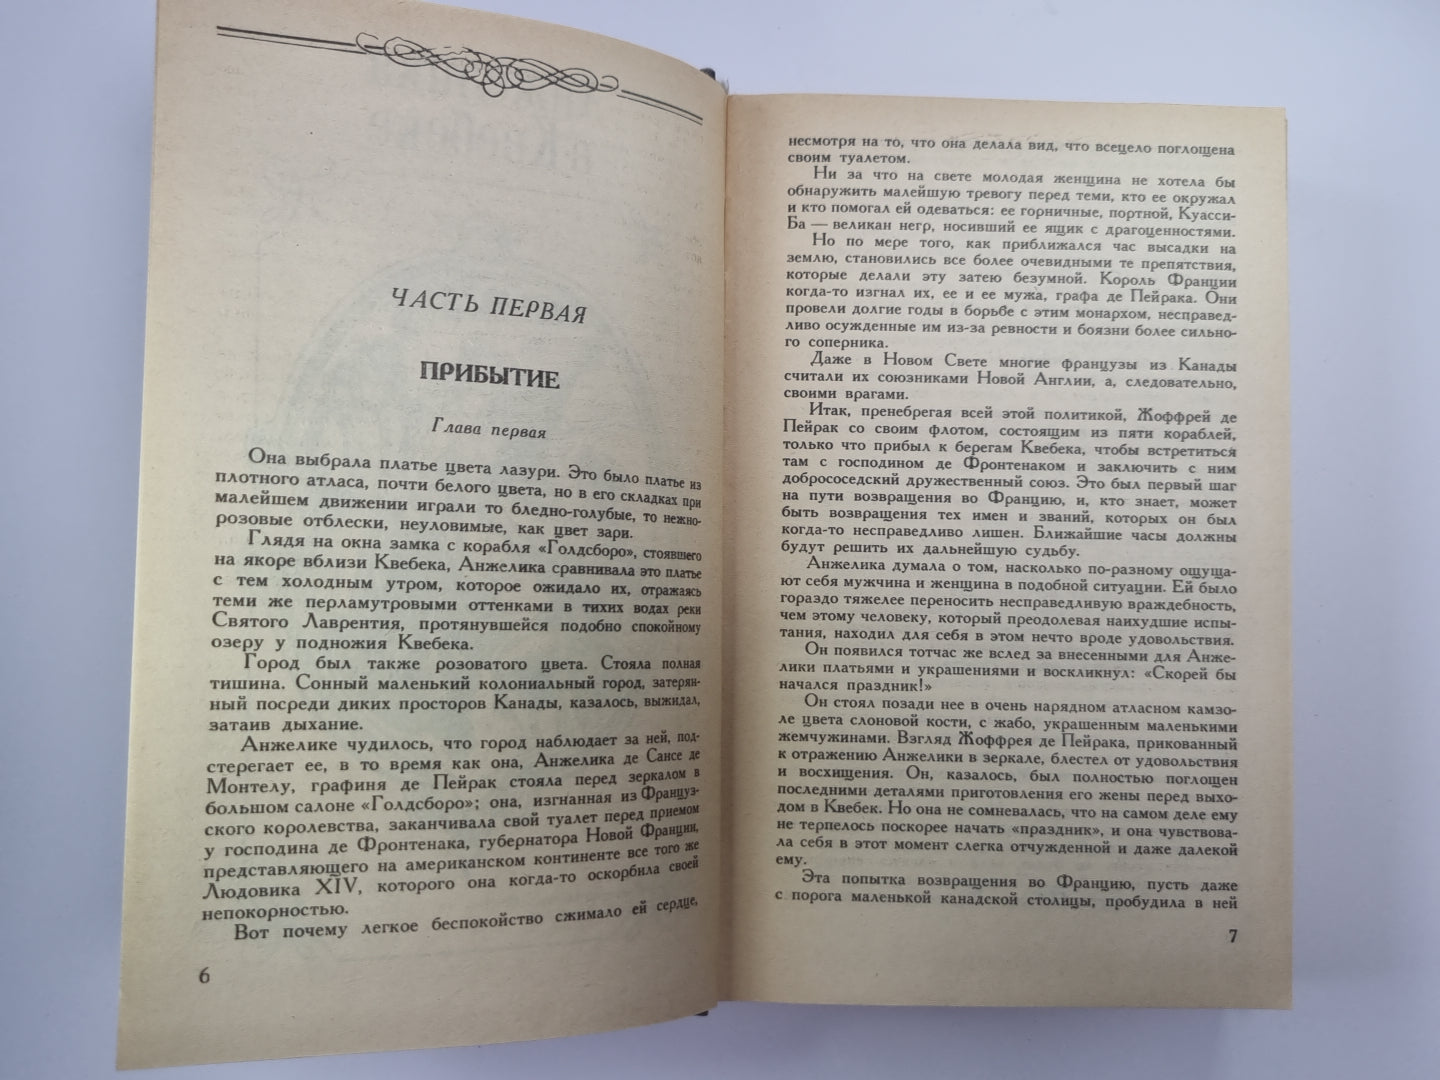 ЧАСТЬ ПЕРВАЯ
ПРИБЫТИЕ
Глава первая
Она выбрала платье цвета лазури. Это было платье из
плотного атласа, почти белого цвета, но в его складках при
малейшем движении играли то бледно-голубые, то нежно-
розовые отблески, неуловимые, как цвет зари.
Глядя на окна замка с корабля «Голдсборо», стоявшего
на якоре вблизи Квебека, Анжелика сравнивала это платье
с тем холодным утром, которое ожидало их, отражаясь
теми же перламутровыми оттенками в тихих водах реки
Святого Лаврентия, протянувшейся подобно спокойному
озеру у подножия Квебека.
Город был также розоватого цвета. Стояла полная
тишина. Сонный маленький колониальный город, затерян-
ный посреди диких просторов Канады, казалось, выжидал,
затаив дыхание.
Анжелике чудилось, что город наблюдает за ней, под-
стерегает ее, в то время как она, Анжелика де Сансе де
Монтелу, графиня де Пейрак стояла перед зеркалом в
большом салоне «Голдсборо»; она, изгнанная из Француз-
ского королевства, заканчивала свой туалет перед приемом
у господина де Фронтенака, губернатора Новой Франции,
представляющего на американском континенте все того же
Людовика XIV, которого она когда-то оскорбила своей
непокорностью.
Вот почему легкое беспокойство сжимало ей сердце,
6
несмотря на то, что она делала вид, что всецело поглощена
своим туалетом.
Ни за что на свете молодая женщина не хотела бы
обнаружить малейшую тревогу перед теми, кто ее окружал
и кто помогал ей одеваться: ее горничные, портной, Куасси-
Ба — великан негр, носивший ее ящик с драгоценностями.
Но по мере того, как приближался час высадки на
землю, становились все более очевидными те препятствия,
которые делали эту затею безумной. Король Франции
когда-то изгнал их, ее и ее мужа, графа де Пейрака. Они
провели долгие годы в борьбе с этим монархом, несправед-
ливо осужденные им из-за ревности и боязни более сильно-
го соперника.
Даже в Новом Свете многие французы из Канады
считали их союзниками Новой Англии, а, следовательно,
своими врагами.
Итак, пренебрегая всей этой политикой, Жоффрей де
Пейрак со своим флотом, состоящим из пяти кораблей,
только что прибыл к берегам Квебека, чтобы встретиться
там с господином де Фронтенаком и заключить с ним
добрососедский дружественный союз. Это был первый шаг
на пути возвращения во Францию, и, кто знает, может
быть возвращения тех имен и званий, которых он был
когда-то несправедливо лишен. Ближайшие часы должны
будут решить их дальнейшую судьбу.
Анжелика думала о том, насколько по-разному ощуща-
ют себя мужчина и женщина в подобной ситуации. Ей было
гораздо тяжелее переносить несправедливую враждебность,
чем этому человеку, который преодолевая наихудшие испы-
тания, находил для себя в этом нечто вроде удовольствия.
Он появился тотчас же вслед за внесенными для Анже-
лики платьями и украшениями и воскликнул: «Скорей бы
начался праздник!»
Он стоял позади нее в очень нарядном атласном камзо-
ле цвета слоновой кости, с жабо, украшенным маленькими
жемчужинами. Взгляд Жоффрея де Пейрака, прикованный
к отражению Анжелики в зеркале, блестел от удовольствия
и восхищения. Он, казалось, был полностью поглощен
последними деталями приготовления его жены перед выхо-
дом в Квебек. Но она не сомневалась, что на самом деле ему
не терпелось поскорее начать «праздник», и она чувствова-
ла себя в этот момент слегка отчужденной и даже далекой
ему.
Эта попытка возвращения во Францию, пусть даже
с порога маленькой канадской столицы, пробудила в ней
7